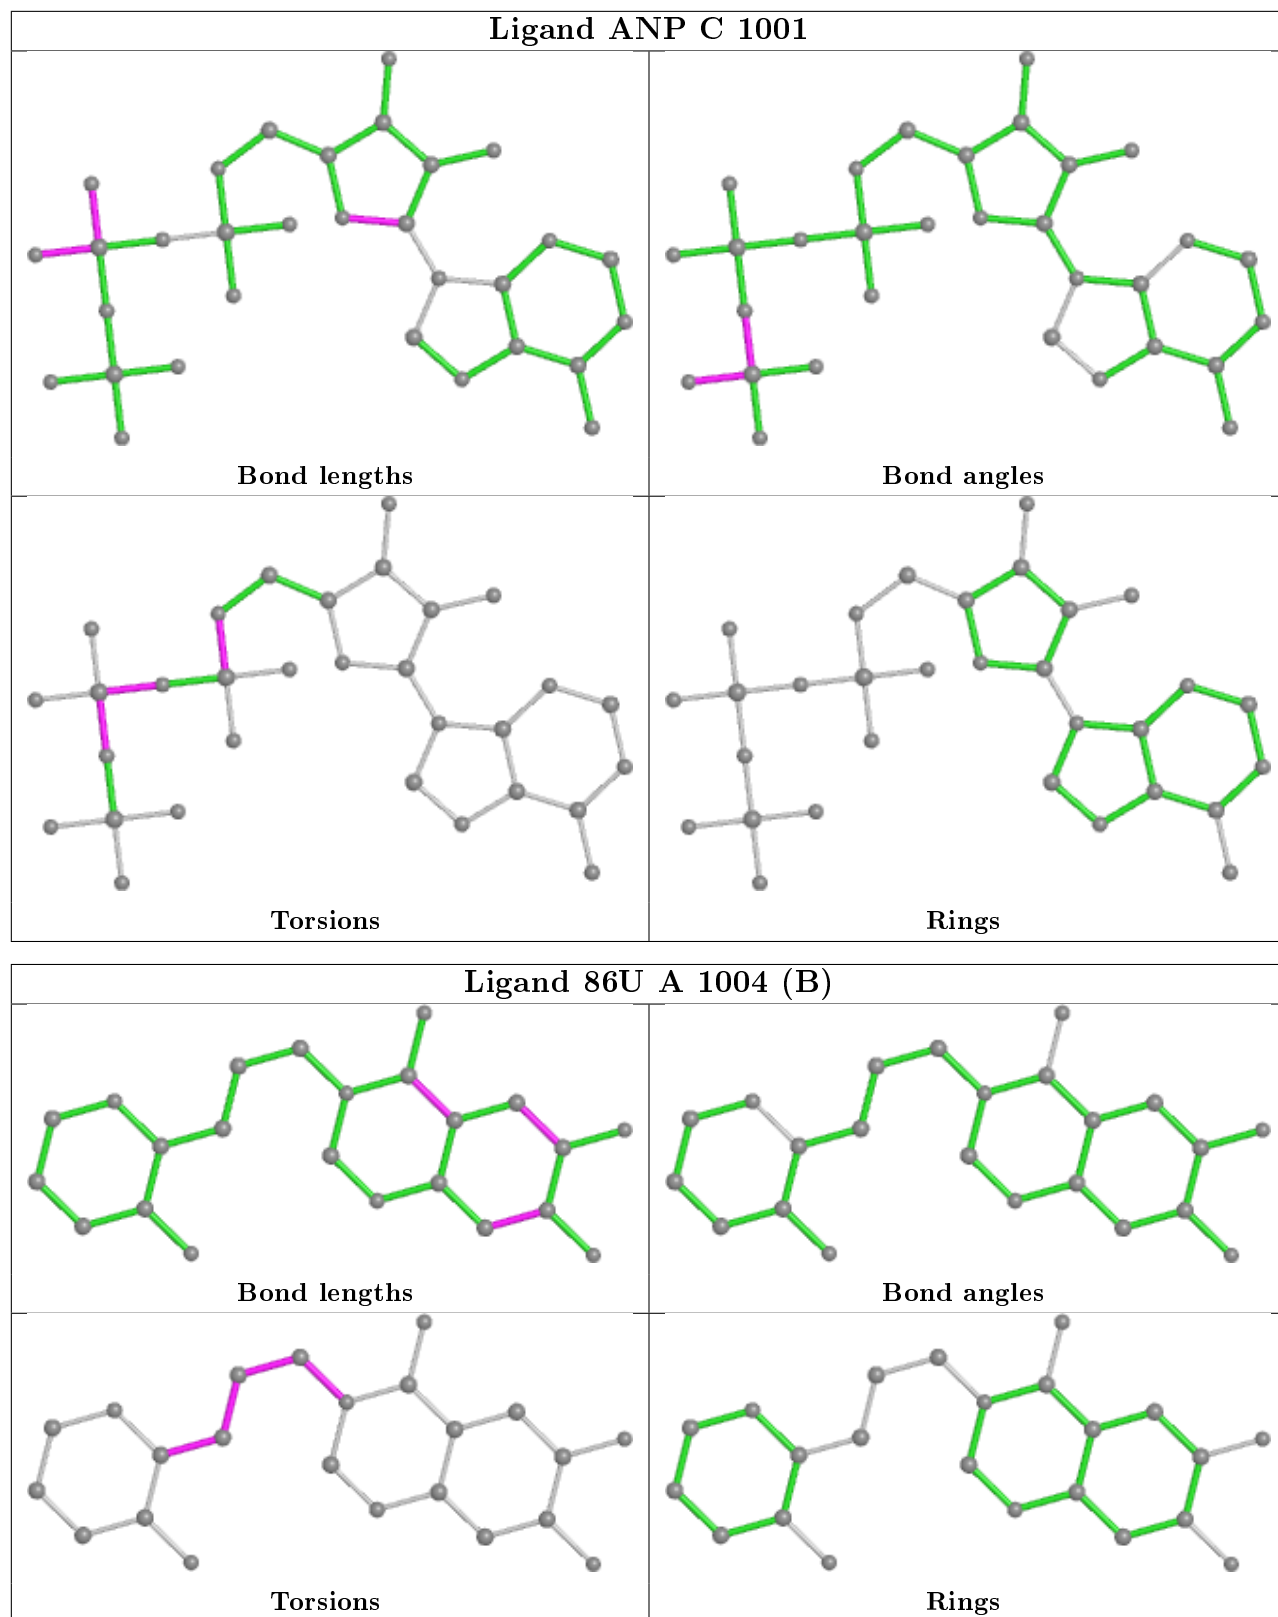 Ligand ANP C 1001
Bond lengths
Bond angles
Torsions
Rings
Ligand 86U A 1004 (B)
Bond lengths
Bond angles
Torsions
Rings